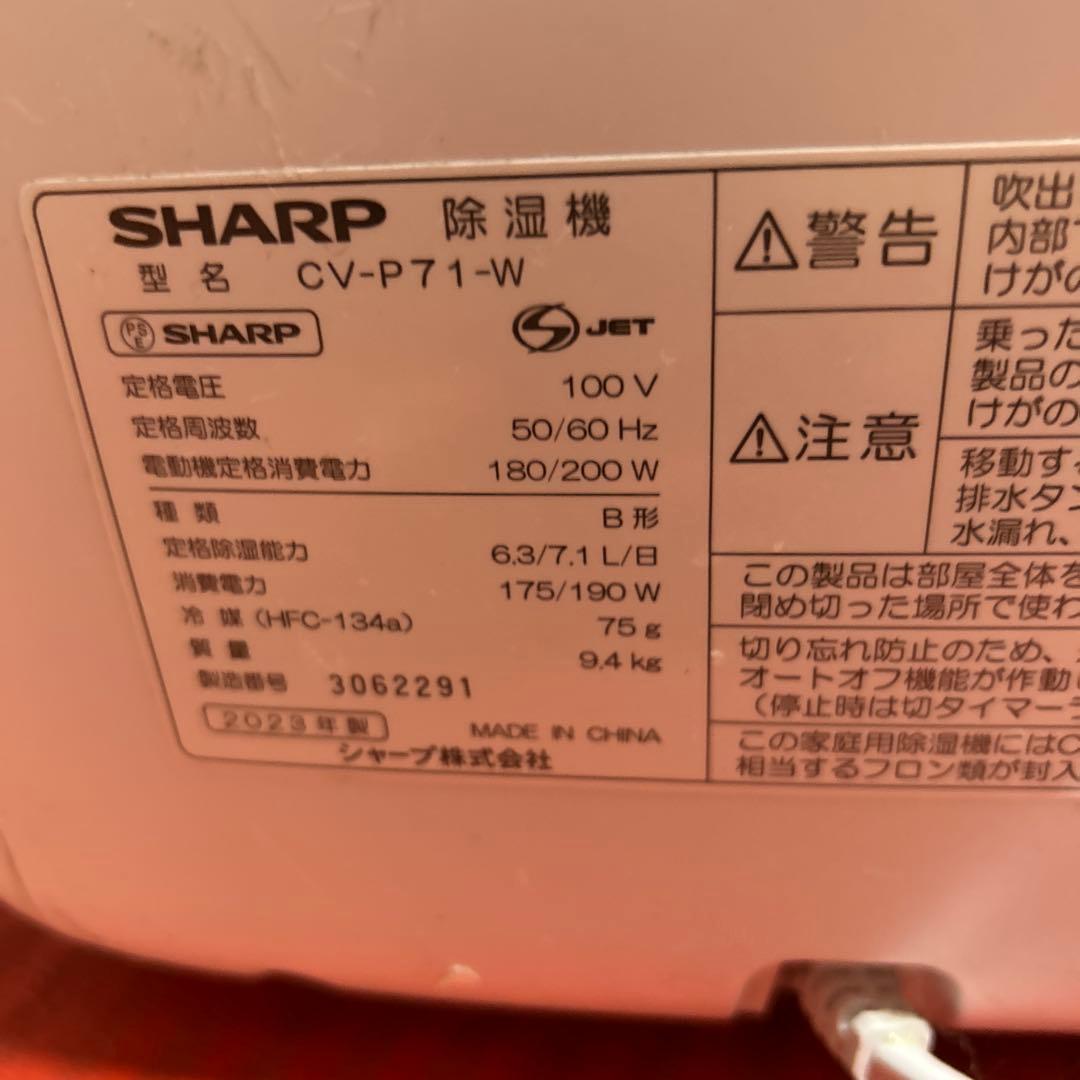 SHARP 除湿機
型名 CV-P71-W
PSE SHARP
S JET
定格電圧 100 V
定格周波数 50/60 Hz
電動機定格消費電力 180/200 W
種類 B形
定格除湿能力 6.3/7.1 L/日
消費電力 175/190 W
冷媒(HFC-134a) 75 g
質量 9.4 kg
製造番号 3062291
2023年製 MADE IN CHINA
シャープ株式会社
警告
吹出
内部
けがの
注意
乗った
製品の
けがの
移動する
排水タン
水漏れ、
この製品は部屋全体を
閉め切った場所で使わ
切り忘れ防止のため、
オートオフ機能が作動
(停止時は切タイマー
この家庭用除湿機にはC
相当するフロン類が封入